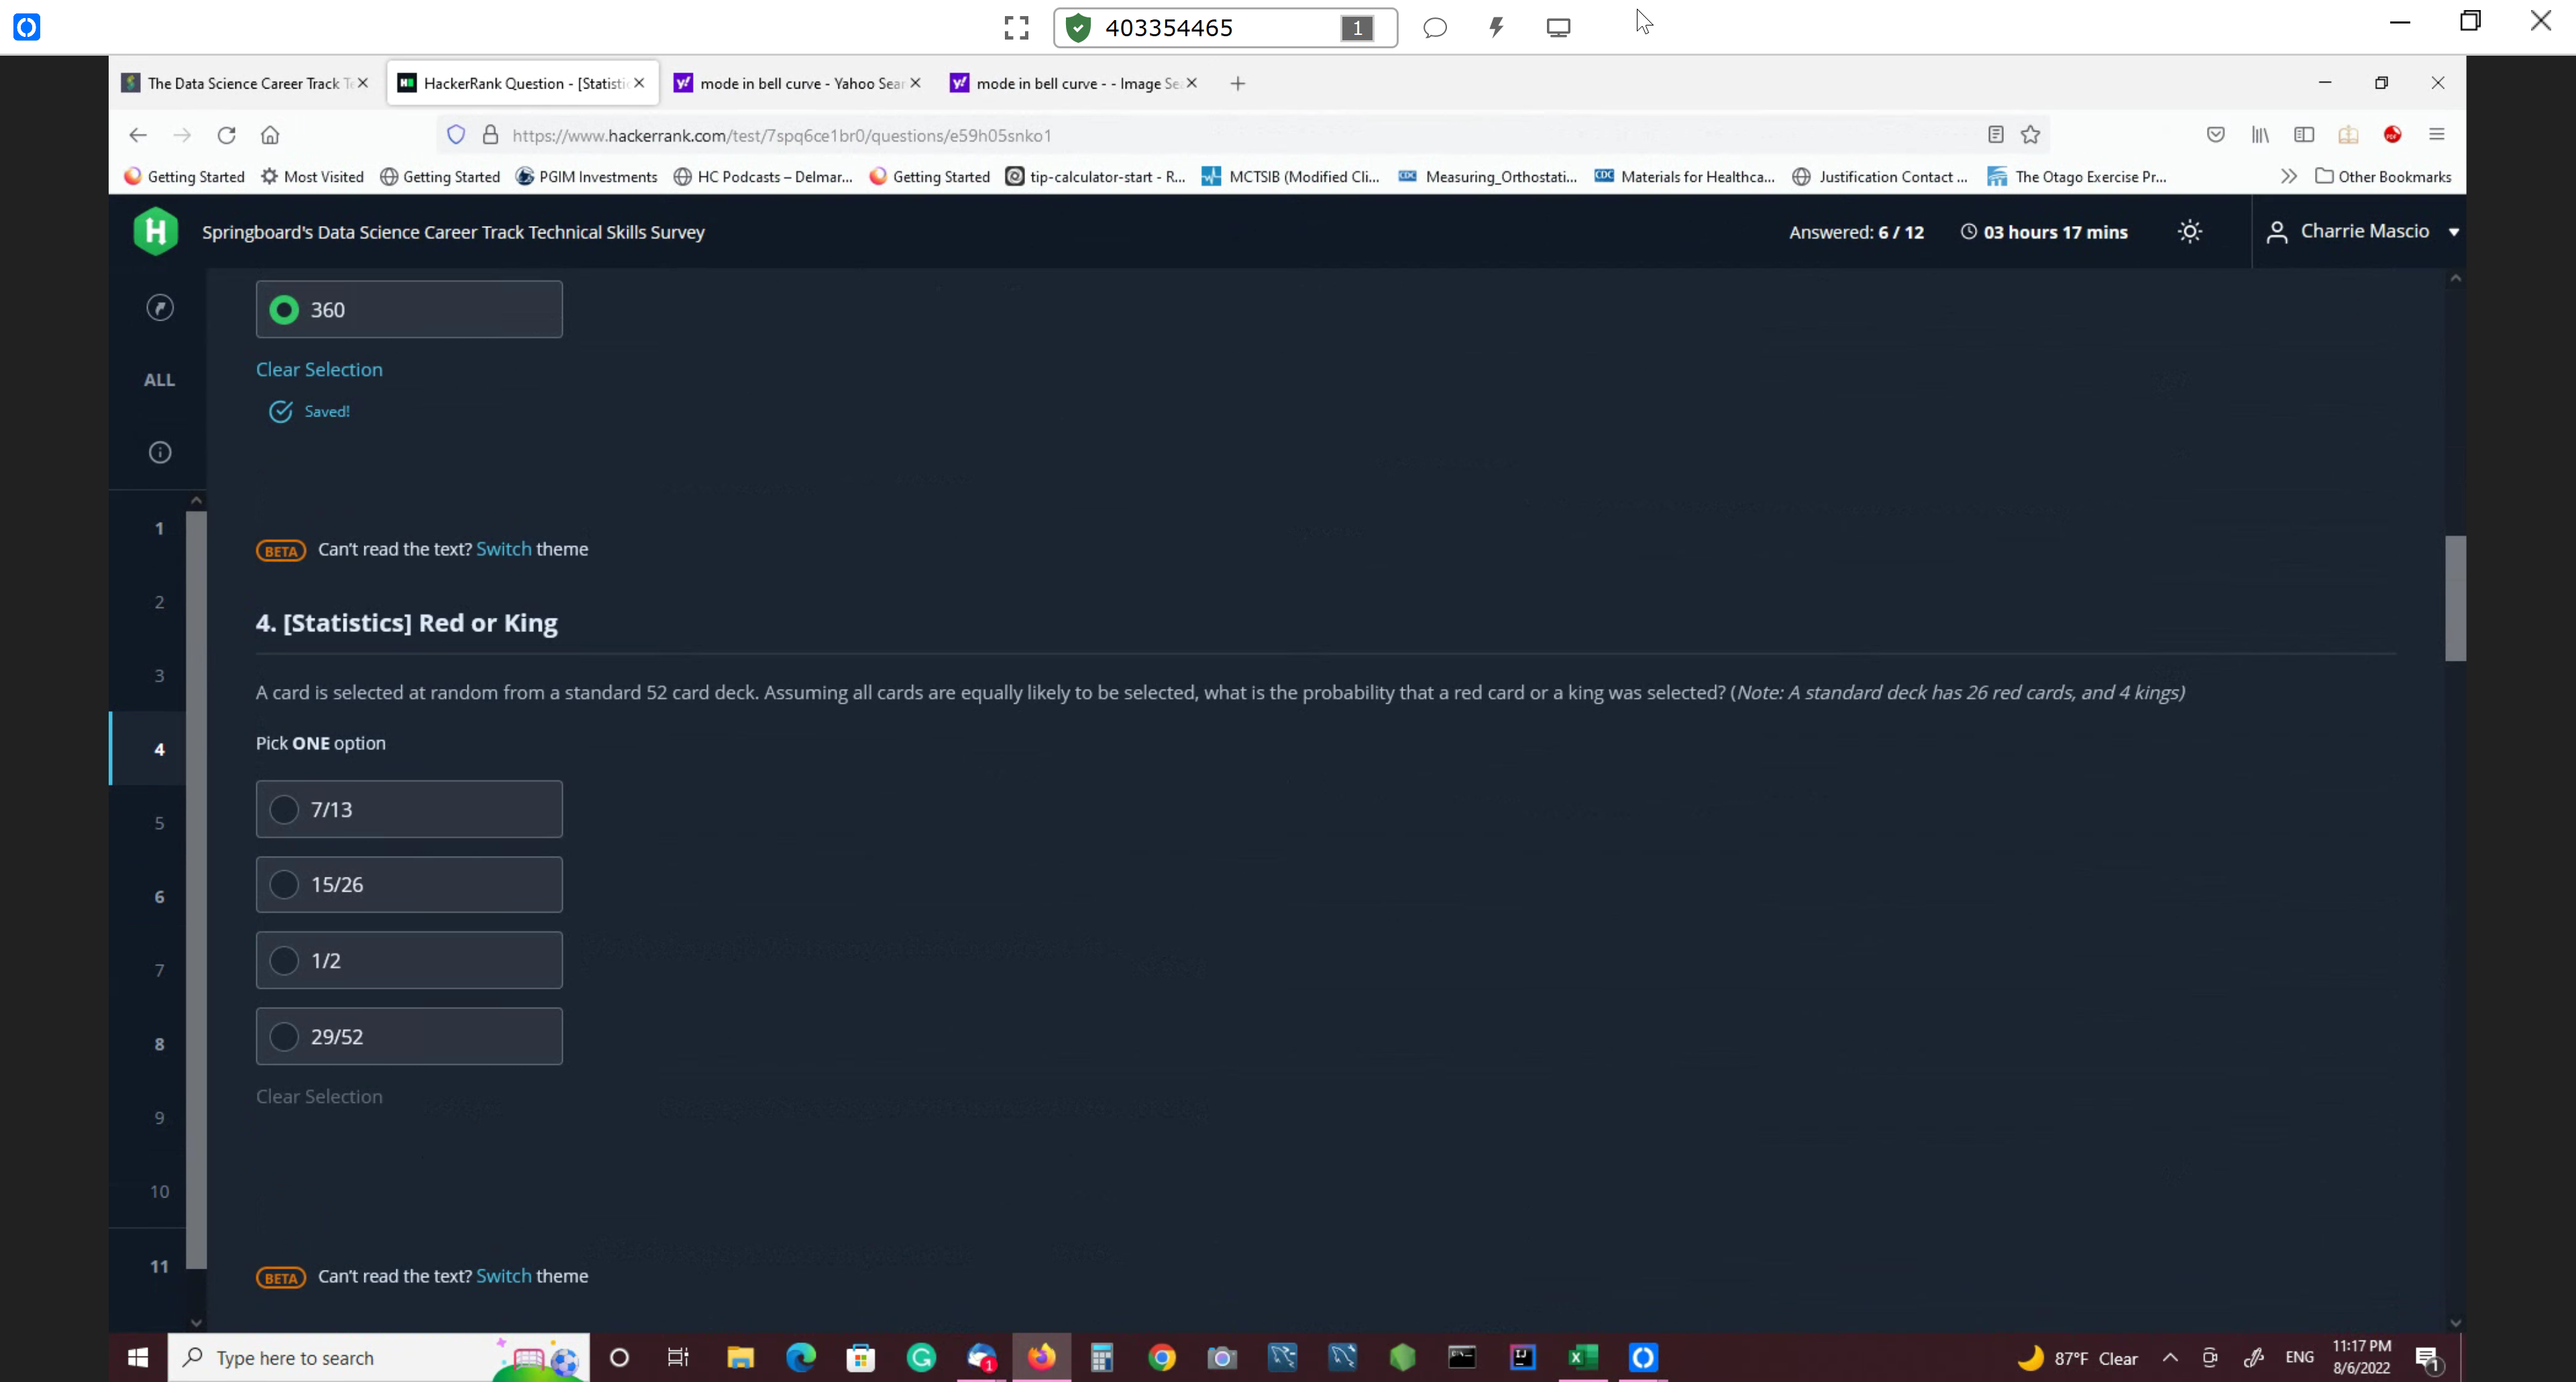 403354465 1
The Data Science Career Track Te
HackerRank Question - [Statistic
mode in bell curve - Yahoo Sear
mode in bell curve - - Image Sea
https://www.hackerrank.com/test/7spq6ce1br0/questions/e59h05snko1
Getting Started Most Visited Getting Started PGIM Investments HC Podcasts – Delmar... Getting Started tip-calculator-start - R... MCTSIB (Modified Cli... Measuring_Orthostati... Materials for Healthca... Justification Contact ... The Otago Exercise Pr... Other Bookmarks
Springboard's Data Science Career Track Technical Skills Survey
Answered: 6 / 12
03 hours 17 mins
Charrie Mascio
360
Clear Selection
ALL
Saved!
1
BETA Can't read the text? Switch theme
2
4. [Statistics] Red or King
3
A card is selected at random from a standard 52 card deck. Assuming all cards are equally likely to be selected, what is the probability that a red card or a king was selected? (Note: A standard deck has 26 red cards, and 4 kings)
4
Pick ONE option
7/13
5
15/26
6
1/2
7
29/52
8
Clear Selection
9
10
11
BETA Can't read the text? Switch theme
Type here to search
1
87°F Clear
ENG
11:17 PM
8/6/2022
1